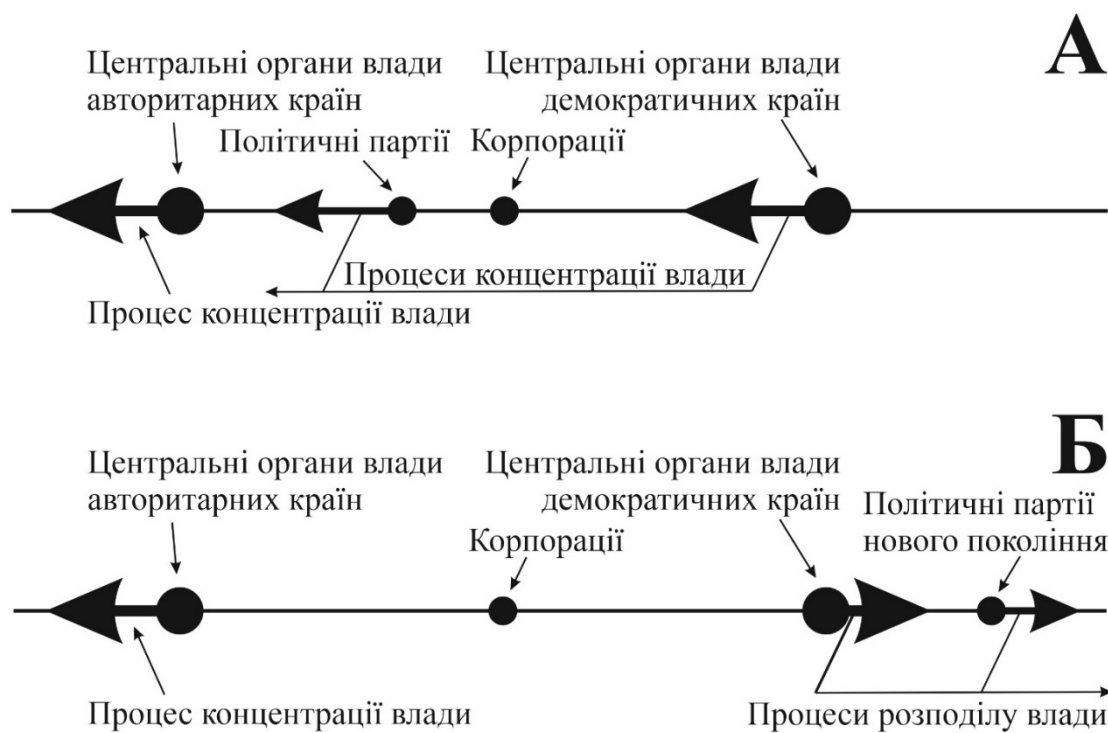 А
Центральні органи влади
авторитарних країн
Центральні органи влади
демократичних країн
Політичні партії
Корпорації
Процеси концентрації влади
Процес концентрації влади
Б
Центральні органи влади
авторитарних країн
Центральні органи влади
демократичних країн
Політичні партії
нового покоління
Корпорації
Процес концентрації влади
Процеси розподілу влади